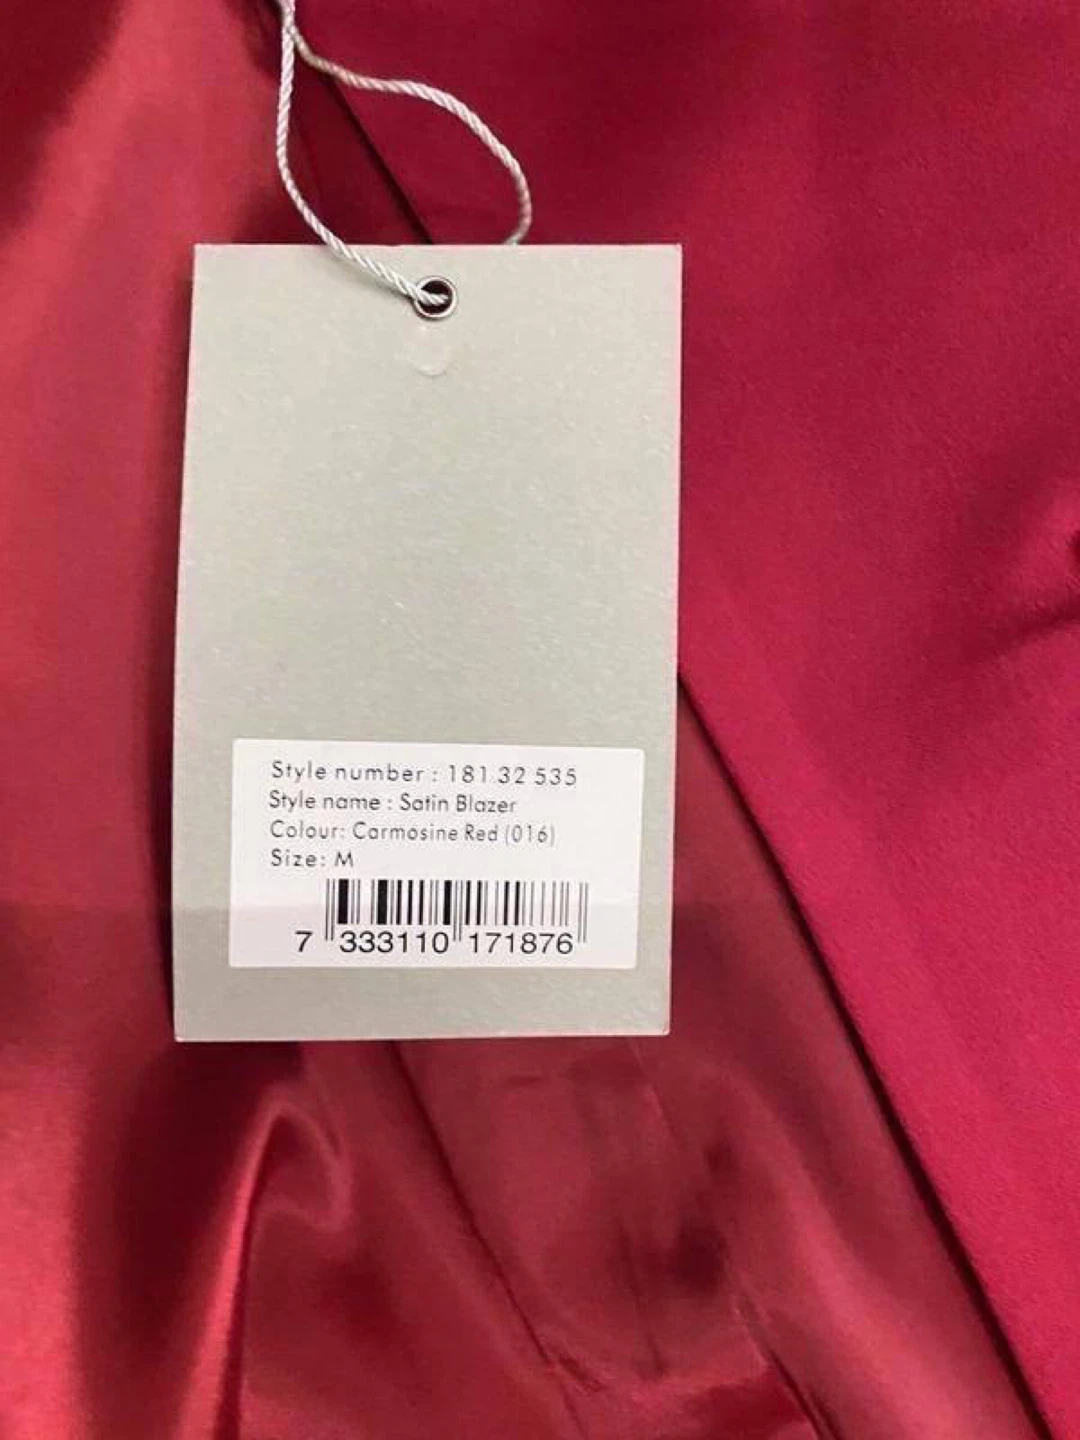 Style number : 181 32 535
Style name : Satin Blazer
Colour: Carmosine Red (016)
Size: M
7 333110 171876